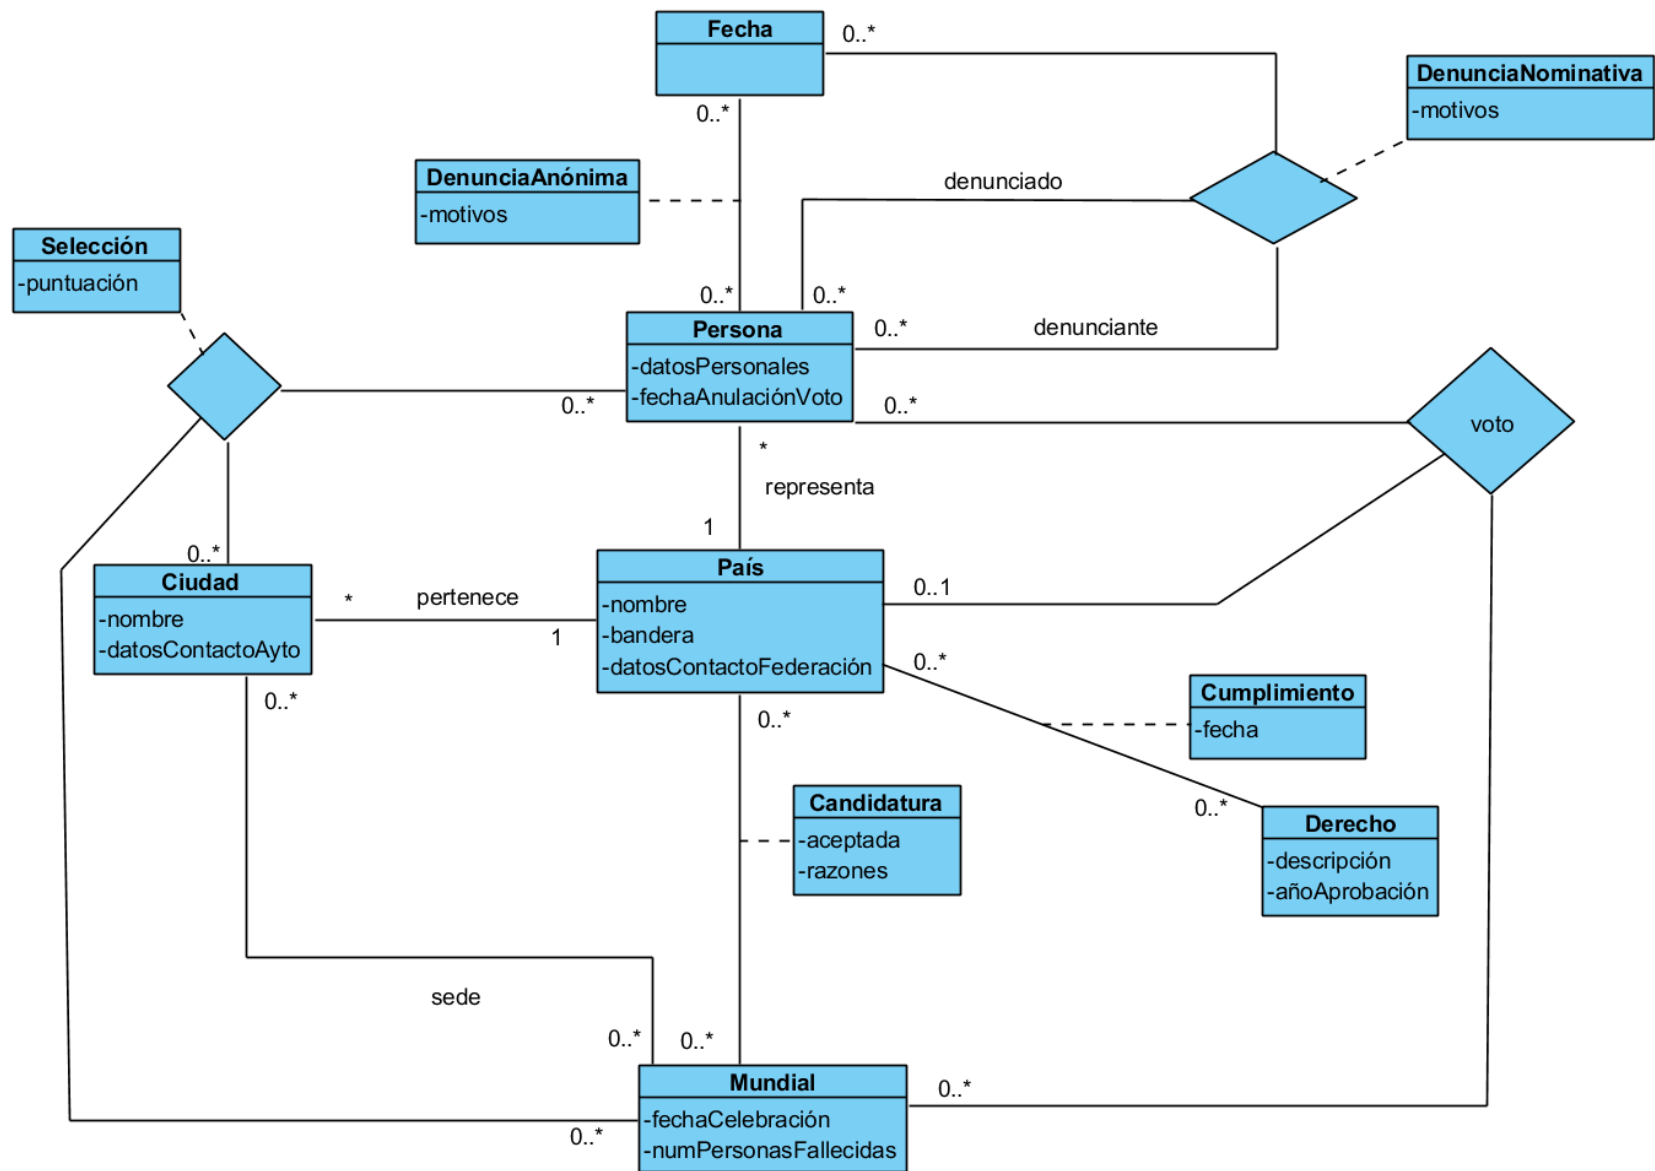 Fecha
0..*
DenunciaNominativa
-motivos
0..*
DenunciaAnónima
-motivos
denunciado
Selección
-puntuación
0..*
0..*
Persona
-datosPersonales
-fechaAnulaciónVoto
0..*
denunciante
0..*
0..*
voto
*
representa
1
0..*
Ciudad
-nombre
-datosContactoAyto
*
pertenece
1
País
-nombre
-bandera
-datosContactoFederación
0..1
0..*
0..*
0..*
Cumplimiento
-fecha
Candidatura
-aceptada
-razones
0..*
Derecho
-descripción
-añoAprobación
sede
0..*
0..*
Mundial
-fechaCelebración
-numPersonasFallecidas
0..*
0..*